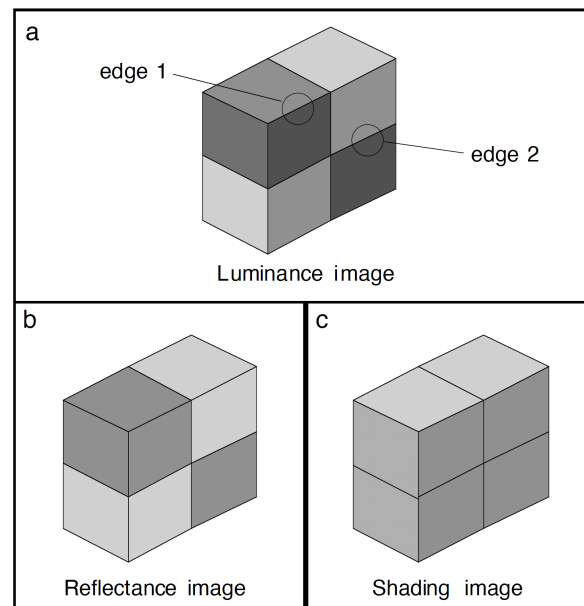 a
edge 1
edge 2
Luminance image
b
Reflectance image
c
Shading image